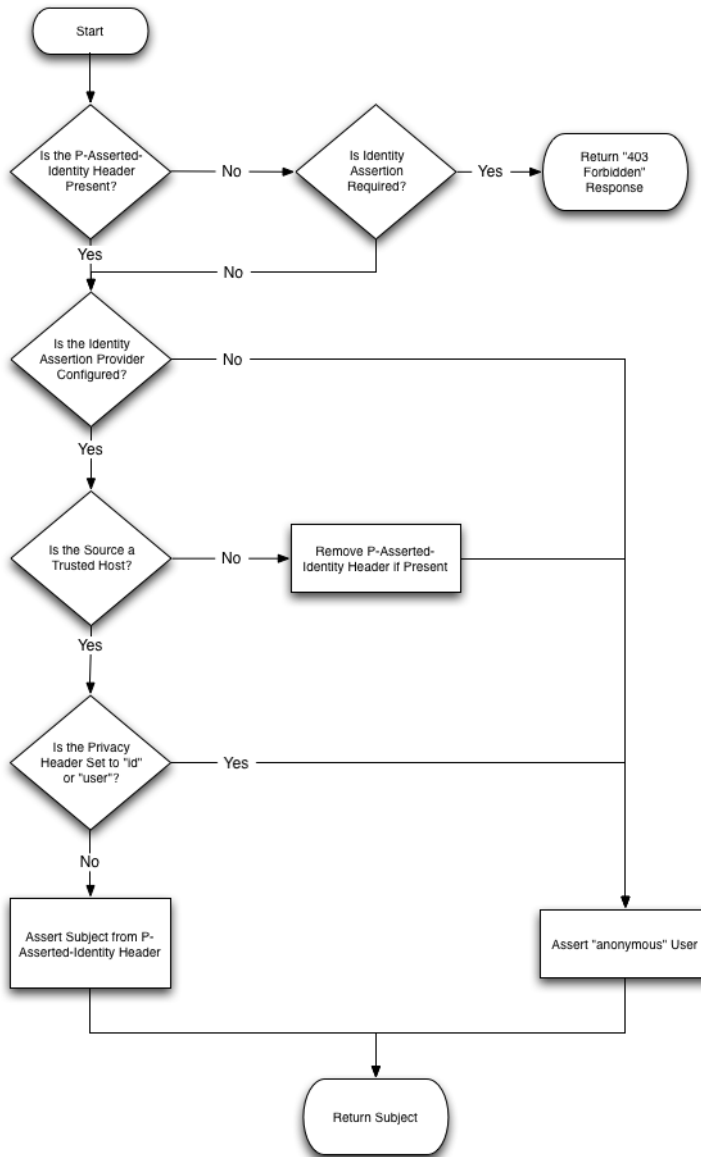 Start
Is the P-Asserted-
Identity Header
Present?
No
Is Identity
Assertion
Required?
Yes
Return "403
Forbidden"
Response
Yes
No
Is the Identity
Assertion Provider
Configured?
No
Yes
Is the Source a
Trusted Host?
No
Remove P-Asserted-
Identity Header if Present
Yes
Is the Privacy
Header Set to "id"
or "user"?
Yes
No
Assert Subject from P-
Asserted-Identity Header
Assert "anonymous" User
Return Subject